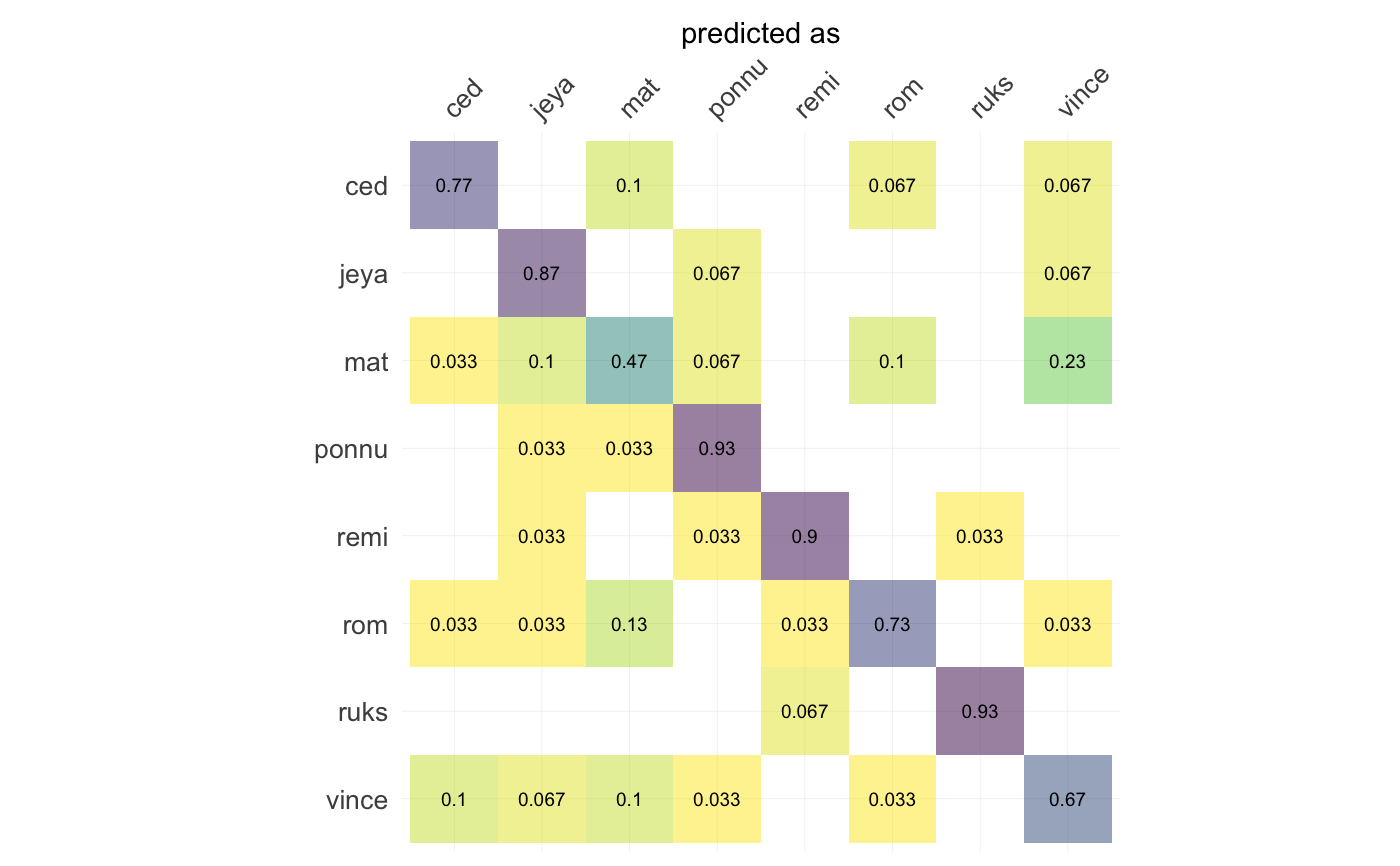 predicted as
ced jeya mat ponnu remi rom ruks vince
ced 0.77 0.1 0.067 0.067
jeya 0.87 0.067 0.067
mat 0.033 0.1 0.47 0.067 0.1 0.23
ponnu 0.033 0.033 0.93
remi 0.033 0.033 0.9 0.033
rom 0.033 0.033 0.13 0.033 0.73 0.033
ruks 0.067 0.93
vince 0.1 0.067 0.1 0.033 0.033 0.67